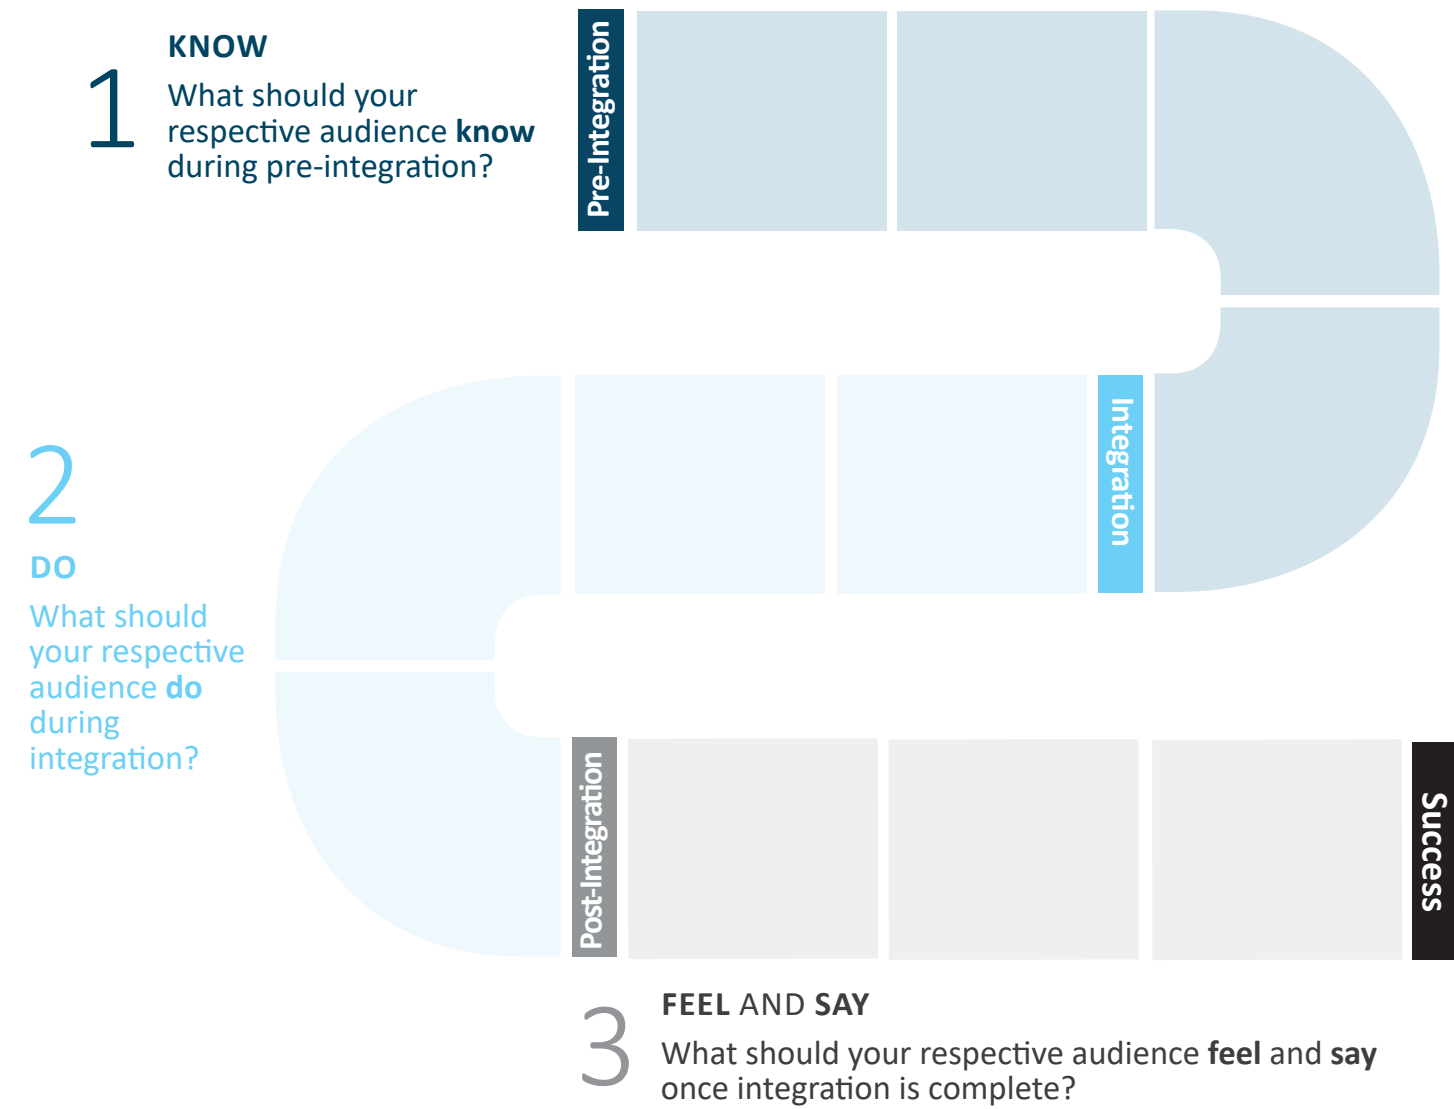 1
KNOW
What should your
respective audience know
during pre-integration?
Pre-Integration
Integration
2
DO
What should
your respective
audience do
during
integration?
Post-Integration
Success
3
FEEL AND SAY
What should your respective audience feel and say
once integration is complete?